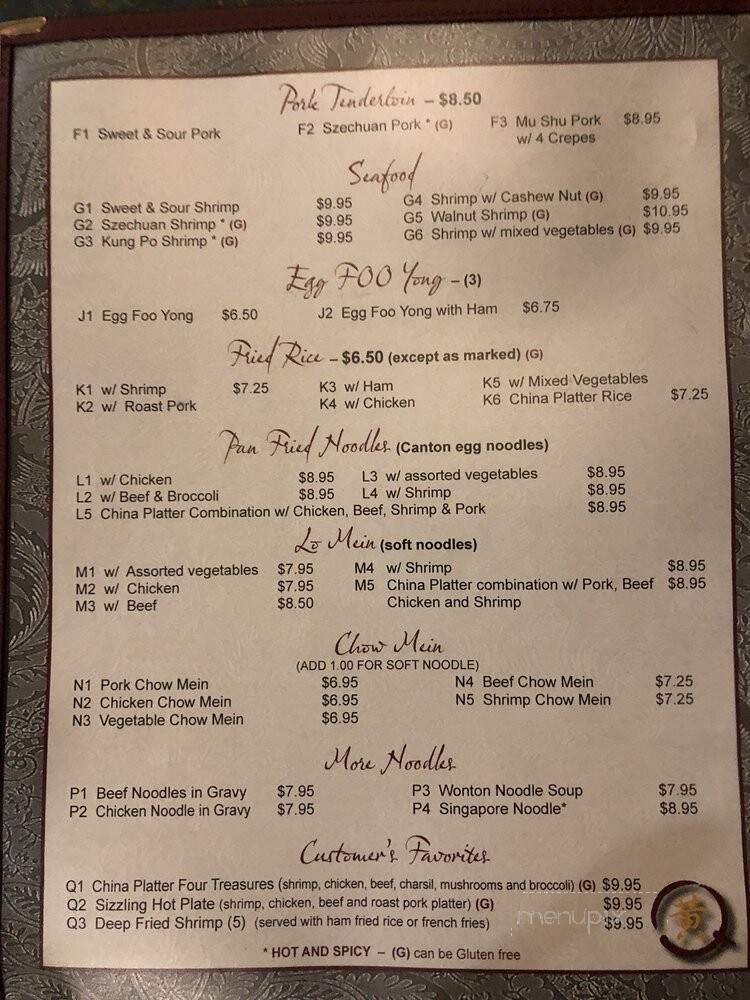 Pork Tenderloin – $8.50
F1 Sweet & Sour Pork F2 Szechuan Pork * (G) F3 Mu Shu Pork $8.95
w/ 4 Crepes
Seafood
G1 Sweet & Sour Shrimp $9.95 G4 Shrimp w/ Cashew Nut (G) $9.95
G2 Szechuan Shrimp * (G) $9.95 G5 Walnut Shrimp (G) $10.95
G3 Kung Po Shrimp * (G) $9.95 G6 Shrimp w/ mixed vegetables (G) $9.95
Egg FOO Yong – (3)
J1 Egg Foo Yong $6.50 J2 Egg Foo Yong with Ham $6.75
Fried Rice – $6.50 (except as marked) (G)
K1 w/ Shrimp $7.25 K3 w/ Ham K5 w/ Mixed Vegetables
K2 w/ Roast Pork K4 w/ Chicken K6 China Platter Rice $7.25
Pan Fried Noodles (Canton egg noodles)
L1 w/ Chicken $8.95 L3 w/ assorted vegetables $8.95
L2 w/ Beef & Broccoli $8.95 L4 w/ Shrimp $8.95
L5 China Platter Combination w/ Chicken, Beef, Shrimp & Pork $8.95
Lo Mein (soft noodles)
M1 w/ Assorted vegetables $7.95 M4 w/ Shrimp $8.95
M2 w/ Chicken $7.95 M5 China Platter combination w/ Pork, Beef $8.95
M3 w/ Beef $8.50 Chicken and Shrimp
Chow Mein
(ADD 1.00 FOR SOFT NOODLE)
N1 Pork Chow Mein $6.95 N4 Beef Chow Mein $7.25
N2 Chicken Chow Mein $6.95 N5 Shrimp Chow Mein $7.25
N3 Vegetable Chow Mein $6.95
More Noodles
P1 Beef Noodles in Gravy $7.95 P3 Wonton Noodle Soup $7.95
P2 Chicken Noodle in Gravy $7.95 P4 Singapore Noodle* $8.95
Customer's Favorites
Q1 China Platter Four Treasures (shrimp, chicken, beef, charsil, mushrooms and broccoli) (G) $9.95
Q2 Sizzling Hot Plate (shrimp, chicken, beef and roast pork platter) (G) $9.95
Q3 Deep Fried Shrimp (5) (served with ham fried rice or french fries) $9.95
menupix
黄
* HOT AND SPICY – (G) can be Gluten free